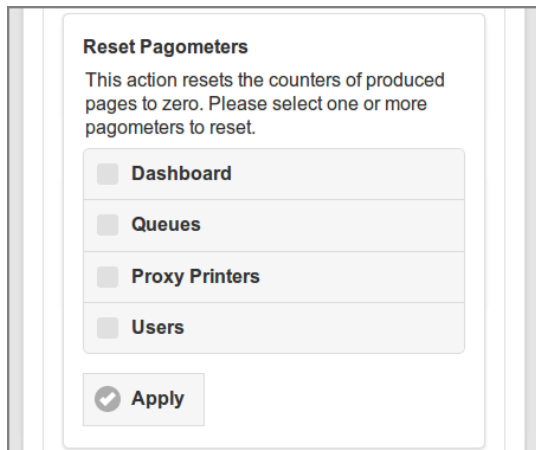 Reset Pagometers
This action resets the counters of produced
pages to zero. Please select one or more
pagometers to reset.
Dashboard
Queues
Proxy Printers
Users
Apply